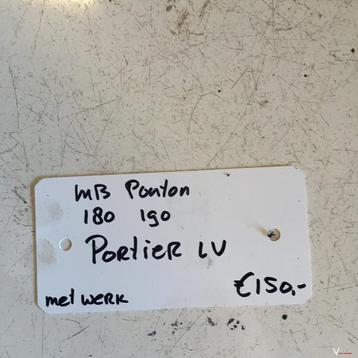 MB Ponton
180 190
Portier LV
met werk
€150,-